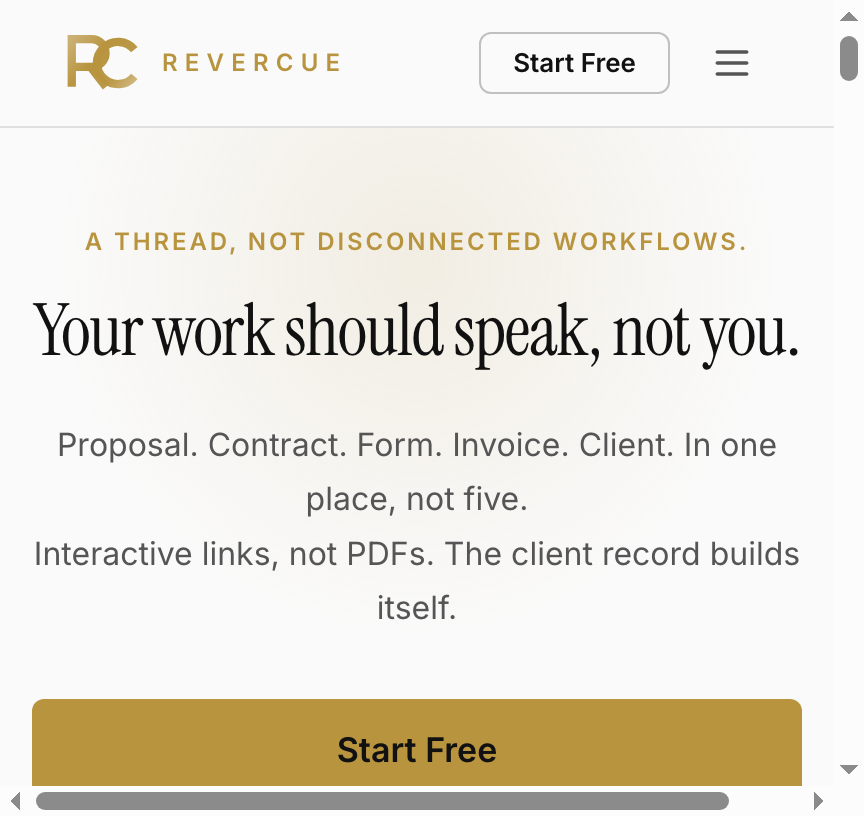 RC REVERCUE
Start Free
A THREAD, NOT DISCONNECTED WORKFLOWS.
Your work should speak, not you.
Proposal. Contract. Form. Invoice. Client. In one
place, not five.
Interactive links, not PDFs. The client record builds
itself.
Start Free